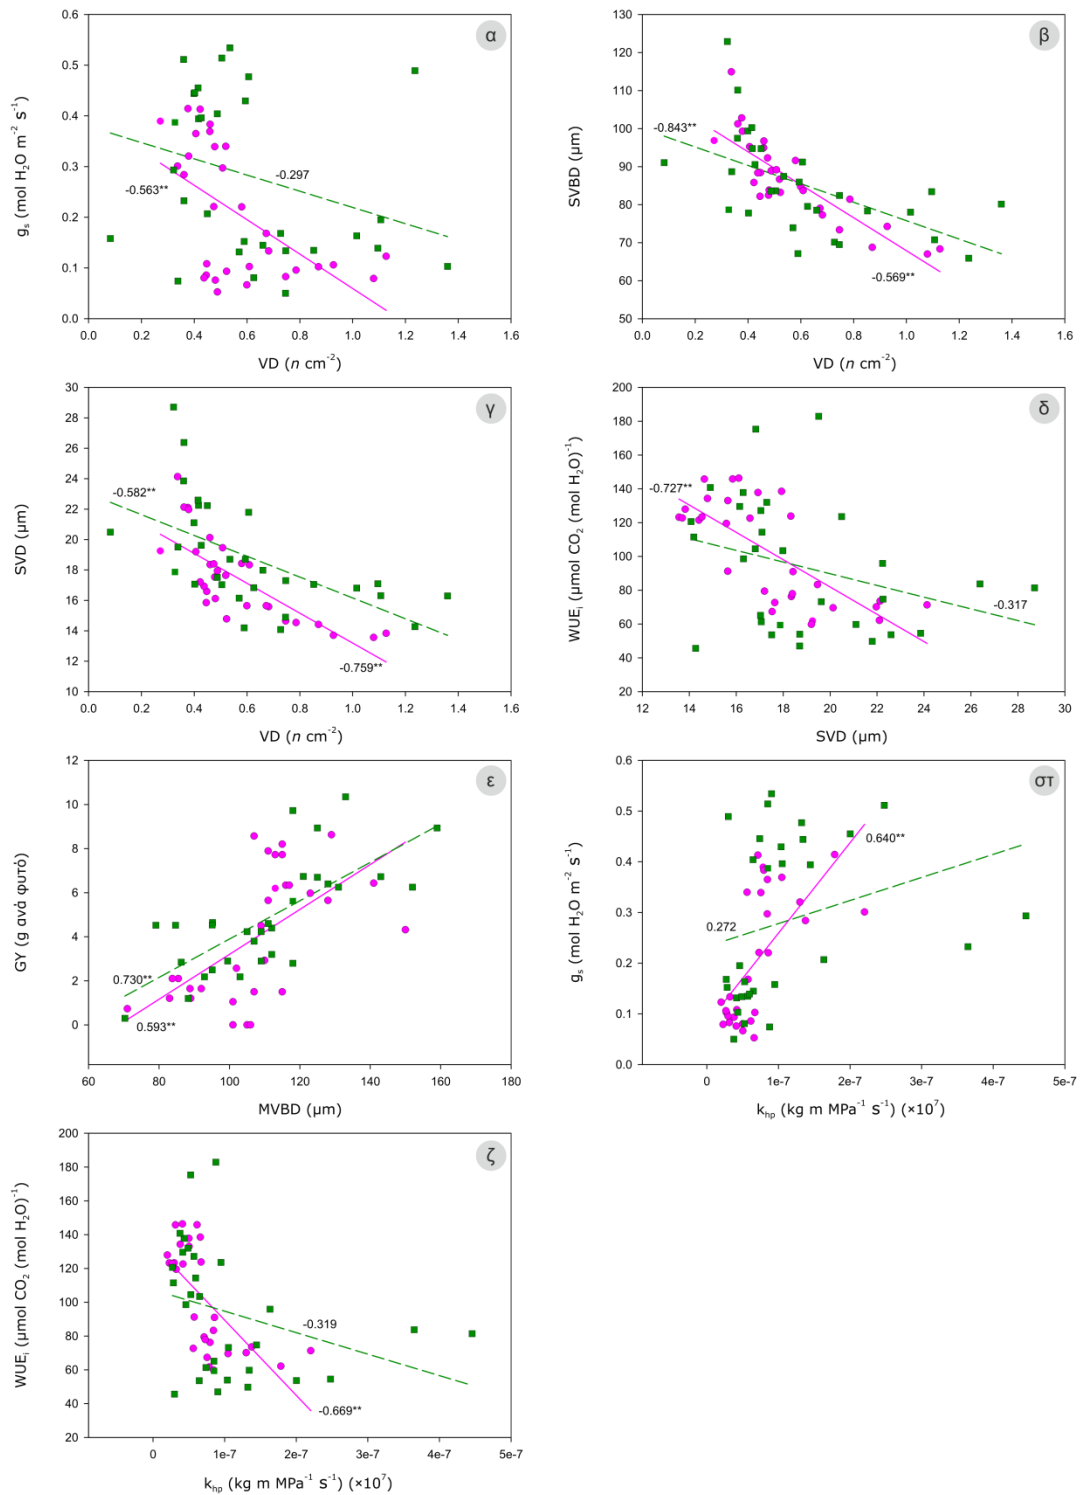 α
0.6
0.5
0.4
0.3
0.2
0.1
0.0
gs (mol H2O m-2 s-1)
-0.563**
-0.297
0.0 0.2 0.4 0.6 0.8 1.0 1.2 1.4 1.6
VD (n cm-2)
β
130
120
110
100
90
80
70
60
50
SVBD (μm)
-0.843**
-0.569**
0.0 0.2 0.4 0.6 0.8 1.0 1.2 1.4 1.6
VD (n cm-2)
γ
30
28
26
24
22
20
18
16
14
12
10
SVD (μm)
-0.582**
-0.759**
0.0 0.2 0.4 0.6 0.8 1.0 1.2 1.4 1.6
VD (n cm-2)
δ
200
180
160
140
120
100
80
60
40
20
WUEi (μmol CO2 (mol H2O)-1)
-0.727**
-0.317
12 14 16 18 20 22 24 26 28 30
SVD (μm)
ε
12
10
8
6
4
2
0
GY (g ανά φυτό)
0.730**
0.593**
60 80 100 120 140 160 180
MVBD (μm)
στ
0.6
0.5
0.4
0.3
0.2
0.1
0.0
gs (mol H2O m-2 s-1)
0.640**
0.272
0 1e-7 2e-7 3e-7 4e-7 5e-7
khp (kg m MPa-1 s-1) (×107)
ζ
200
180
160
140
120
100
80
60
40
20
WUEi (μmol CO2 (mol H2O)-1)
-0.319
-0.669**
0 1e-7 2e-7 3e-7 4e-7 5e-7
khp (kg m MPa-1 s-1) (×107)